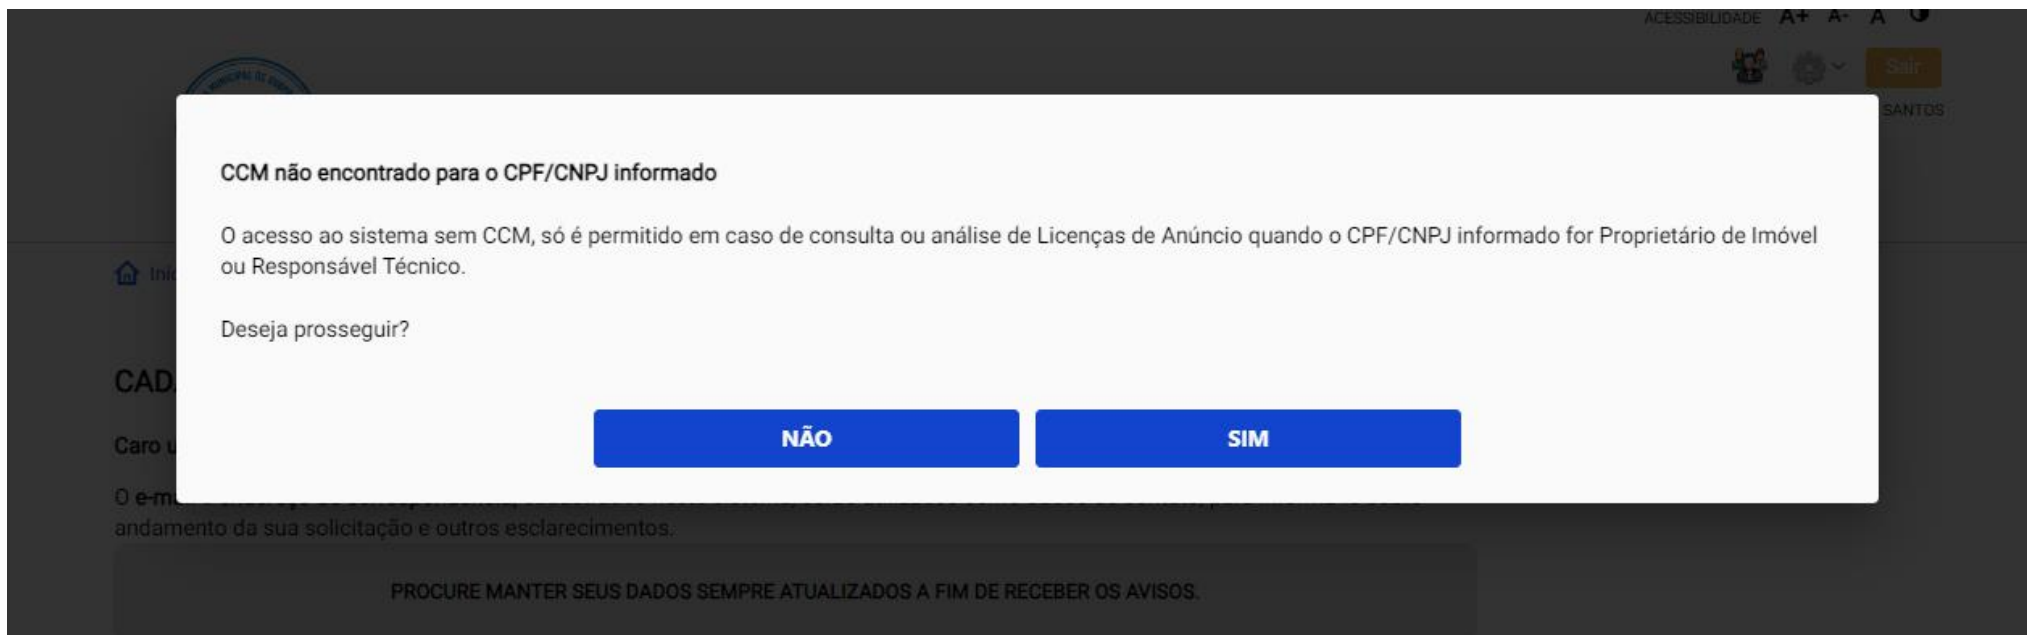 ACESSIBILIDADE A+ A- A
Sair
SANTOS
CCM não encontrado para o CPF/CNPJ informado
O acesso ao sistema sem CCM, só é permitido em caso de consulta ou análise de Licenças de Anúncio quando o CPF/CNPJ informado for Proprietário de Imóvel
ou Responsável Técnico.
Deseja prosseguir?
NÃO SIM
Caro
O
andamento da sua solicitação e outros esclarecimentos.
PROCURE MANTER SEUS DADOS SEMPRE ATUALIZADOS A FIM DE RECEBER OS AVISOS.